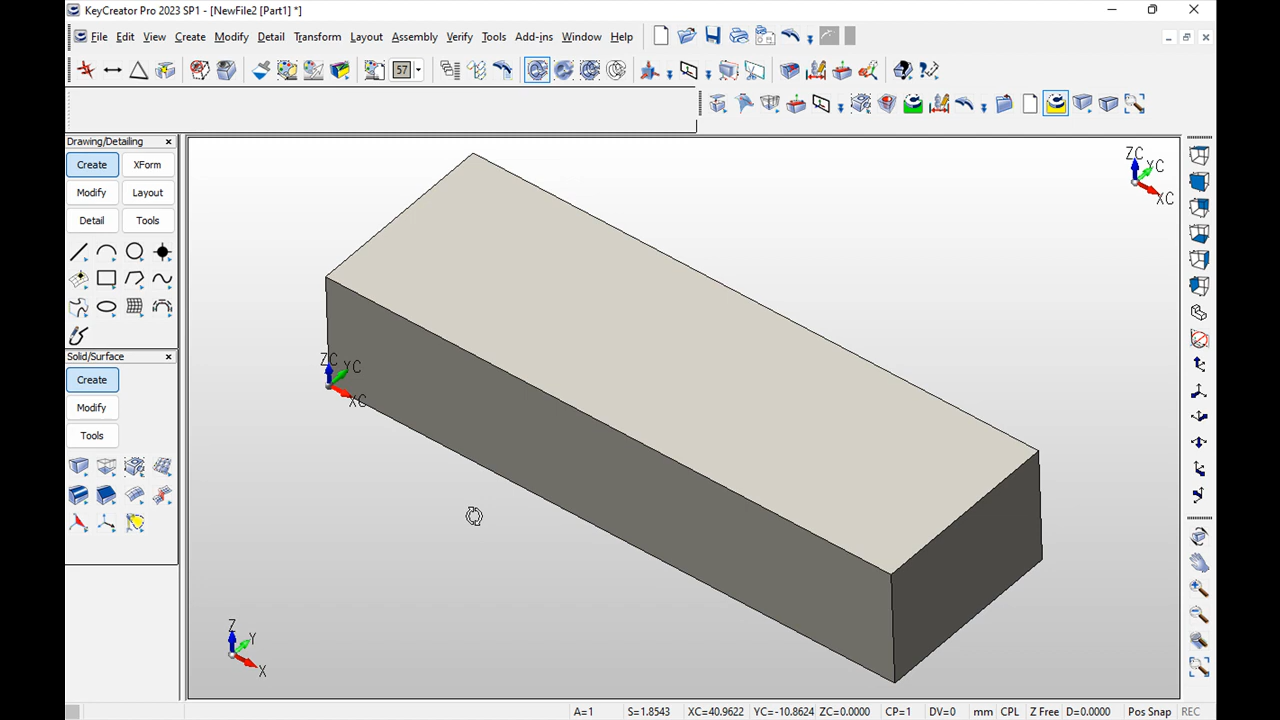 KeyCreator Pro 2023 SP1 - [NewFile2 [Part1] *]
File Edit View Create Modify Detail Transform Layout Assembly Verify Tools Add-ins Window Help
57
Drawing/Detailing
Create XForm
Modify Layout
Detail Tools
Solid/Surface
Create
Modify
Tools
ZC
YC
XC
ZC
YC
XC
Z
Y
X
A=1 S=1.8543 XC=40.9622 YC=-10.8624 ZC=0.0000 CP=1 DV=0 mm CPL Z Free D=0.0000 Pos Snap REC